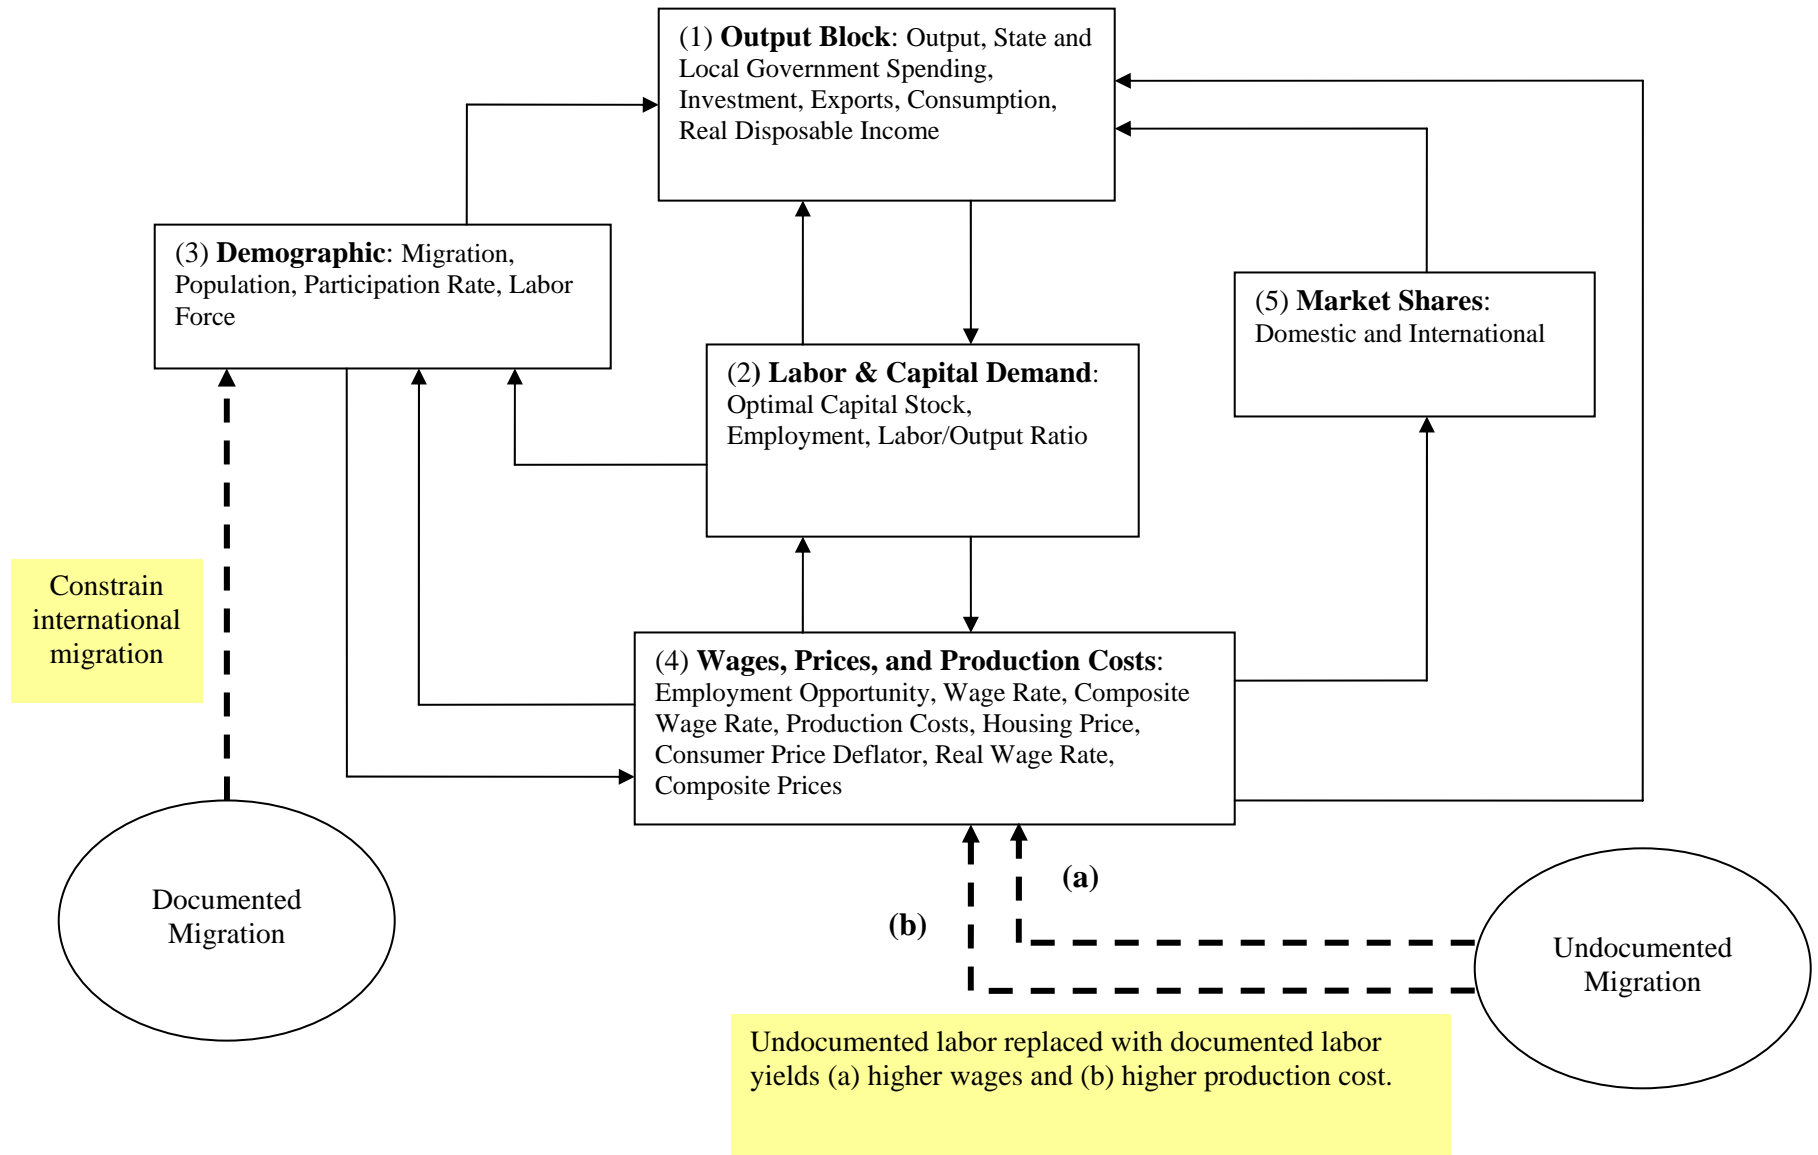 (1) Output Block: Output, State and
Local Government Spending,
Investment, Exports, Consumption,
Real Disposable Income
(3) Demographic: Migration,
Population, Participation Rate, Labor
Force
(5) Market Shares:
Domestic and International
(2) Labor & Capital Demand:
Optimal Capital Stock,
Employment, Labor/Output Ratio
Constrain
international
migration
(4) Wages, Prices, and Production Costs:
Employment Opportunity, Wage Rate, Composite
Wage Rate, Production Costs, Housing Price,
Consumer Price Deflator, Real Wage Rate,
Composite Prices
(a)
(b)
Documented
Migration
Undocumented
Migration
Undocumented labor replaced with documented labor
yields (a) higher wages and (b) higher production cost.